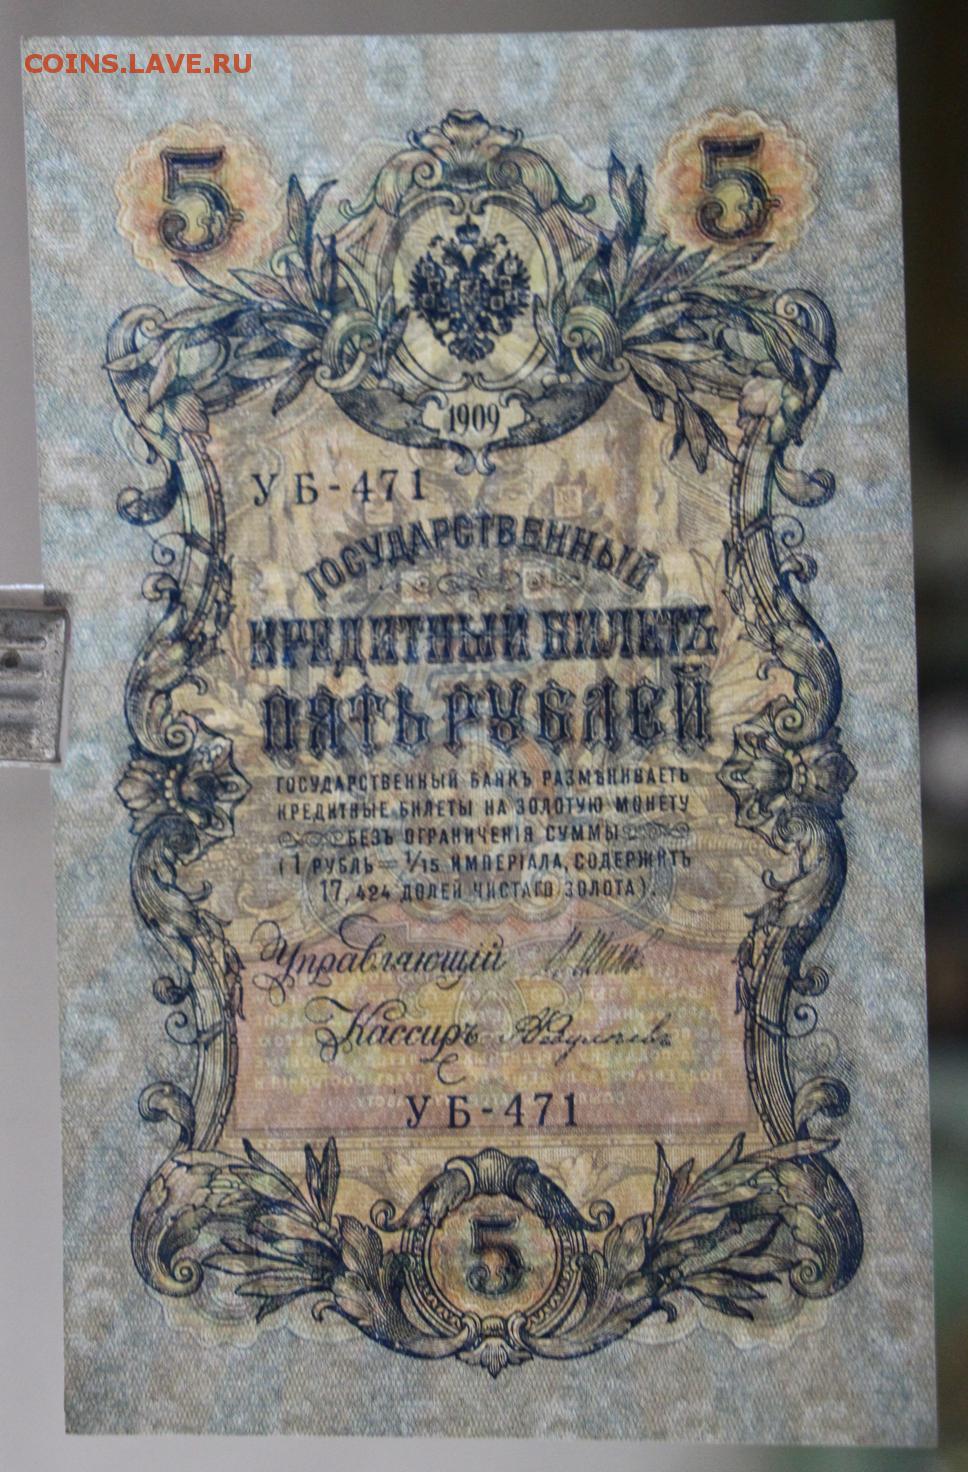 COINS.LAVE.RU
5 5
1909
УБ-471
ГОСУДАРСТВЕННЫЙ
КРЕДИТНЫЙ БИЛЕТЪ
ПЯТЬ РУБЛЕЙ
ГОСУДАРСТВЕННЫЙ БАНКЪ РАЗМѢНИВАЕТЪ
КРЕДИТНЫЕ БИЛЕТЫ НА ЗОЛОТУЮ МОНЕТУ
БЕЗЪ ОГРАНИЧЕНІЯ СУММЫ
(1 РУБЛЬ = 1/15 ИМПЕРІАЛА, СОДЕРЖИТЪ
17,424 ДОЛЕЙ ЧИСТАГО ЗОЛОТА).
Управляющій
Кассиръ
УБ-471
5